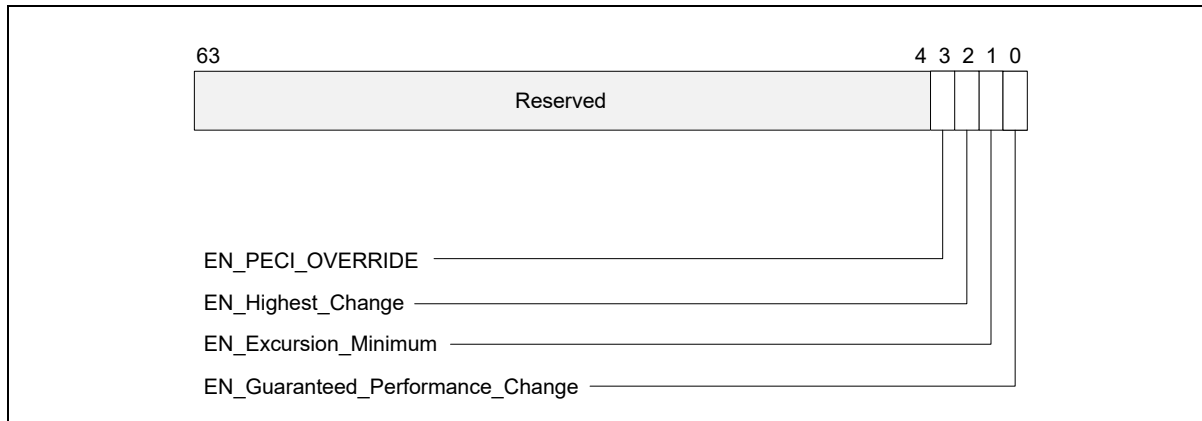 63 4 3 2 1 0
Reserved
EN_PECI_OVERRIDE
EN_Highest_Change
EN_Excursion_Minimum
EN_Guaranteed_Performance_Change